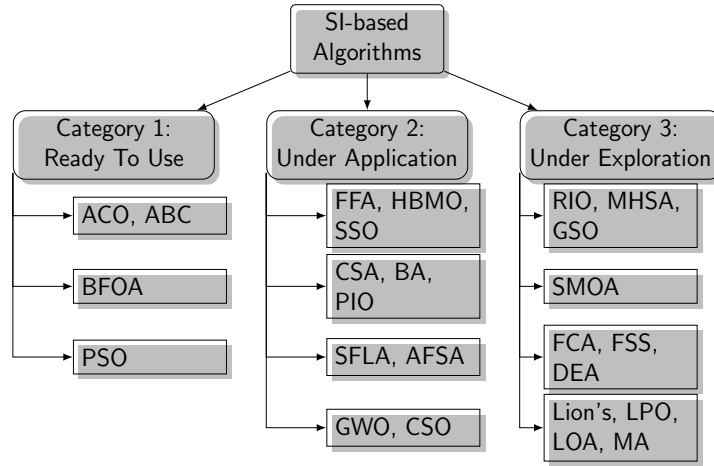 SI-based
Algorithms
Category 1:
Ready To Use
ACO, ABC
BFOA
PSO
Category 2:
Under Application
FFA, HBMO,
SSO
CSA, BA,
PIO
SFLA, AFSA
GWO, CSO
Category 3:
Under Exploration
RIO, MHSA,
GSO
SMOA
FCA, FSS,
DEA
Lion's, LPO,
LOA, MA